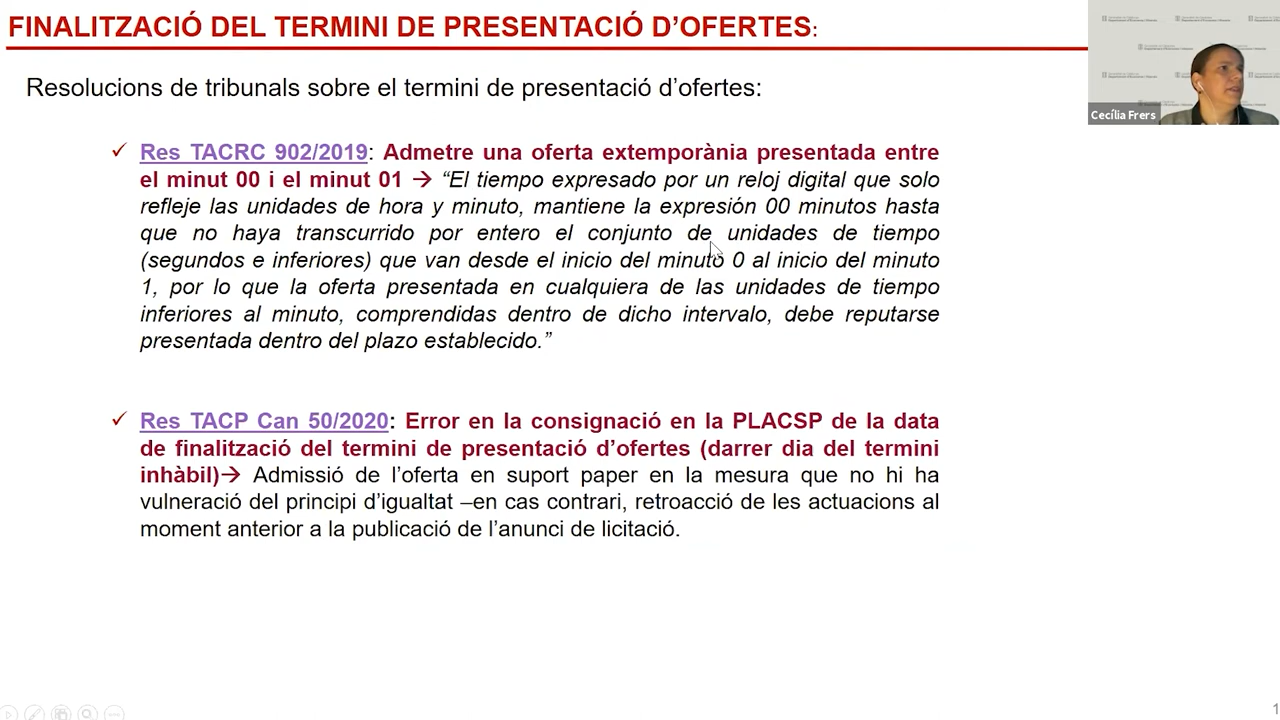 FINALITZACIÓ DEL TERMINI DE PRESENTACIÓ D’OFERTES:
Cecília Frers
Resolucions de tribunals sobre el termini de presentació d’ofertes:
✓ Res TACRC 902/2019: Admetre una oferta extemporània presentada entre
el minut 00 i el minut 01 → “El tiempo expresado por un reloj digital que solo
refleje las unidades de hora y minuto, mantiene la expresión 00 minutos hasta
que no haya transcurrido por entero el conjunto de unidades de tiempo
(segundos e inferiores) que van desde el inicio del minuto 0 al inicio del minuto
1, por lo que la oferta presentada en cualquiera de las unidades de tiempo
inferiores al minuto, comprendidas dentro de dicho intervalo, debe reputarse
presentada dentro del plazo establecido.”
✓ Res TACP Can 50/2020: Error en la consignació en la PLACSP de la data
de finalització del termini de presentació d’ofertes (darrer dia del termini
inhàbil)→ Admissió de l’oferta en suport paper en la mesura que no hi ha
vulneració del principi d’igualtat –en cas contrari, retroacció de les actuacions al
moment anterior a la publicació de l’anunci de licitació.
1